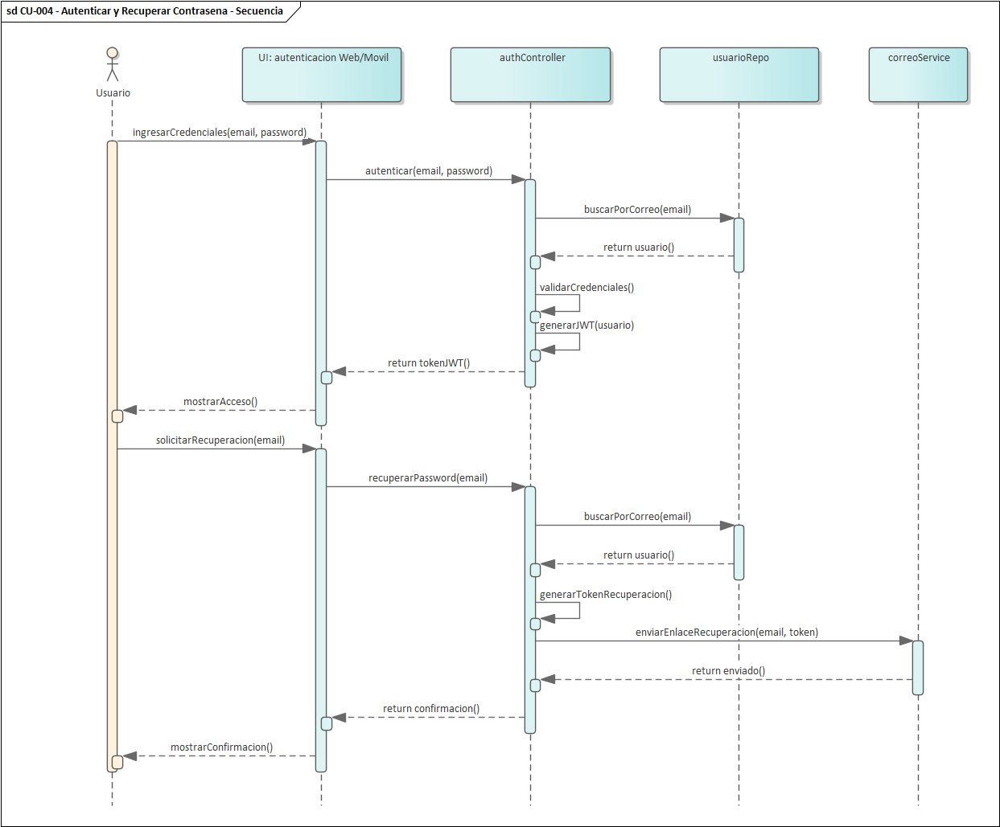 sd CU-004 - Autenticar y Recuperar Contrasena - Secuencia
Usuario
UI: autenticacion Web/Movil
authController
usuarioRepo
correoService
ingresarCredenciales(email, password)
autenticar(email, password)
buscarPorCorreo(email)
return usuario()
validarCredenciales()
generarJWT(usuario)
return tokenJWT()
mostrarAcceso()
solicitarRecuperacion(email)
recuperarPassword(email)
buscarPorCorreo(email)
return usuario()
generarTokenRecuperacion()
enviarEnlaceRecuperacion(email, token)
return enviado()
return confirmacion()
mostrarConfirmacion()